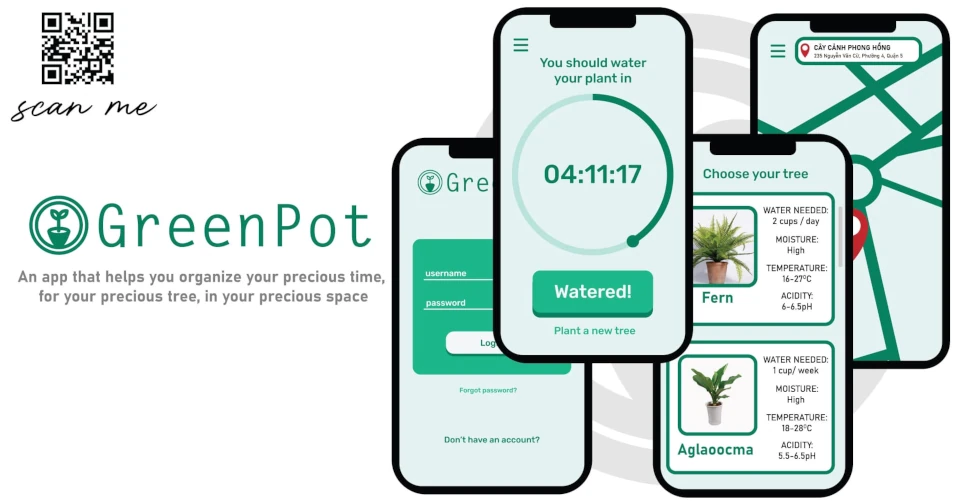 scan me
GreenPot
An app that helps you organize your precious time,
for your precious tree, in your precious space
Gre
username
password
Log
Forgot password?
Don't have an account?
You should water
your plant in
04:11:17
Watered!
Plant a new tree
Choose your tree
WATER NEEDED:
2 cups / day
MOISTURE:
High
TEMPERATURE:
16-27°C
ACIDITY:
6-6.5pH
Fern
WATER NEEDED:
1 cup/ week
MOISTURE:
High
TEMPERATURE:
18-28°C
ACIDITY:
5.5-6.5pH
Aglaoocma
CÂY CẢNH PHONG HỒNG
235 Nguyễn Văn Cừ, Phường 4, Quận 5